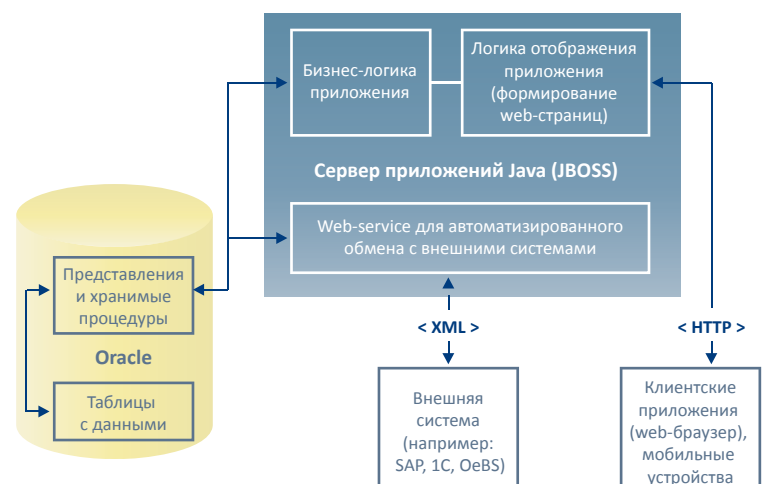 Бизнес-логика
приложения
Логика отображения
приложения
(формирование
web-страниц)
Сервер приложений Java (JBOSS)
Web-service для автоматизированного
обмена с внешними системами
Представления
и хранимые
процедуры
Oracle
Таблицы
с данными
< XML >
< HTTP >
Внешняя
система
(например:
SAP, 1C, OeBS)
Клиентские
приложения
(web-браузер),
мобильные
устройства